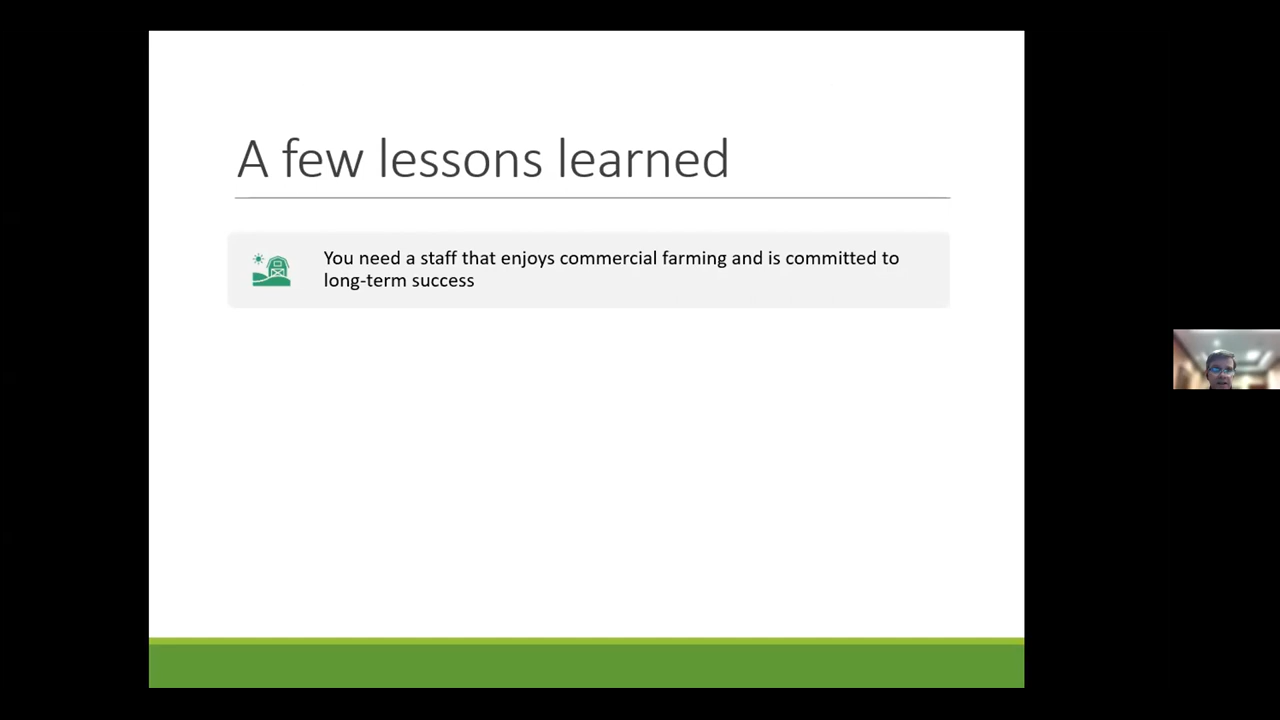 A few lessons learned
You need a staff that enjoys commercial farming and is committed to
long-term success